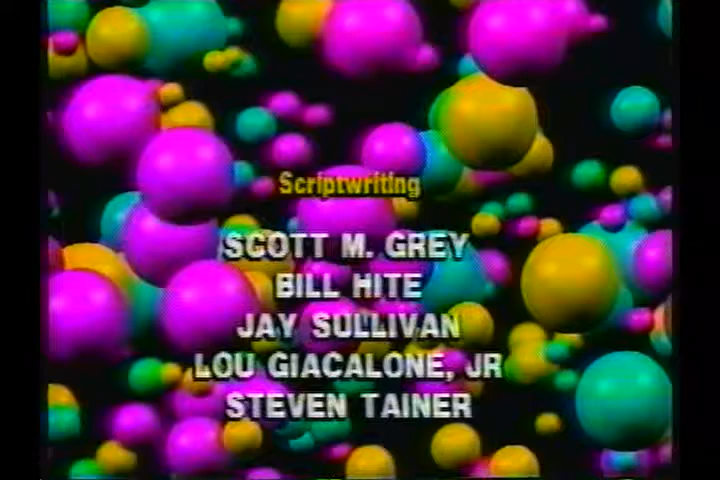 Scriptwriting
SCOTT M. GREY
BILL HITE
JAY SULLIVAN
LOU GIACALONE, JR
STEVEN TAINER